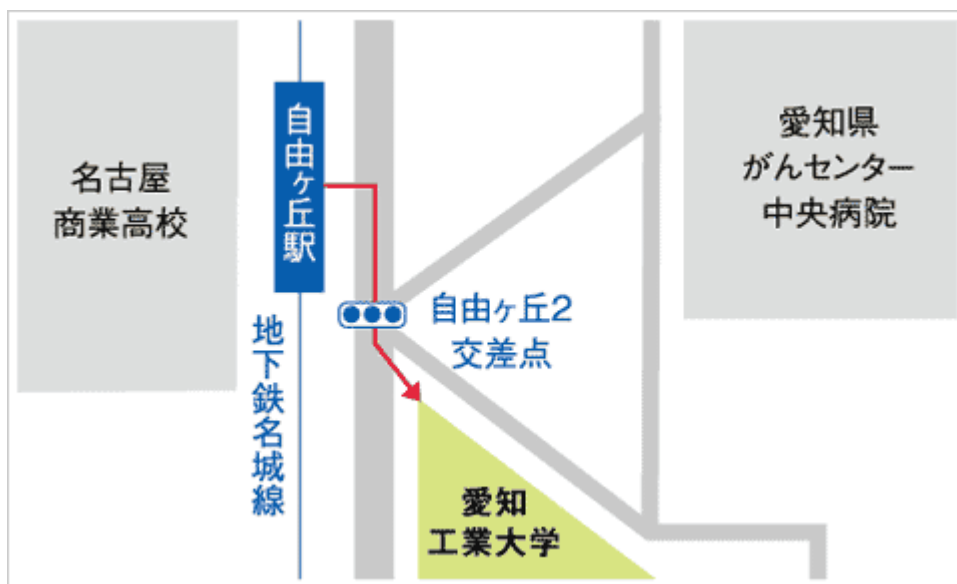 名古屋
商業高校
自由ヶ丘駅
地下鉄名城線
自由ヶ丘2
交差点
愛知県
がんセンター
中央病院
愛知
工業大学